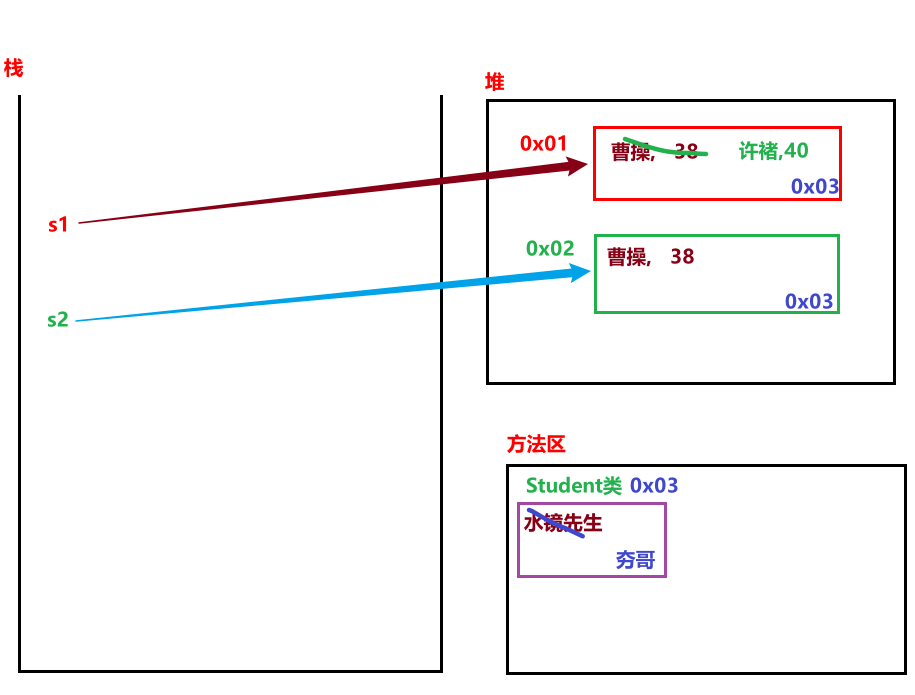 栈
堆
0x01
曹操, 38 许褚,40
0x03
s1
0x02
曹操, 38
0x03
s2
方法区
Student类 0x03
水镜先生
夯哥